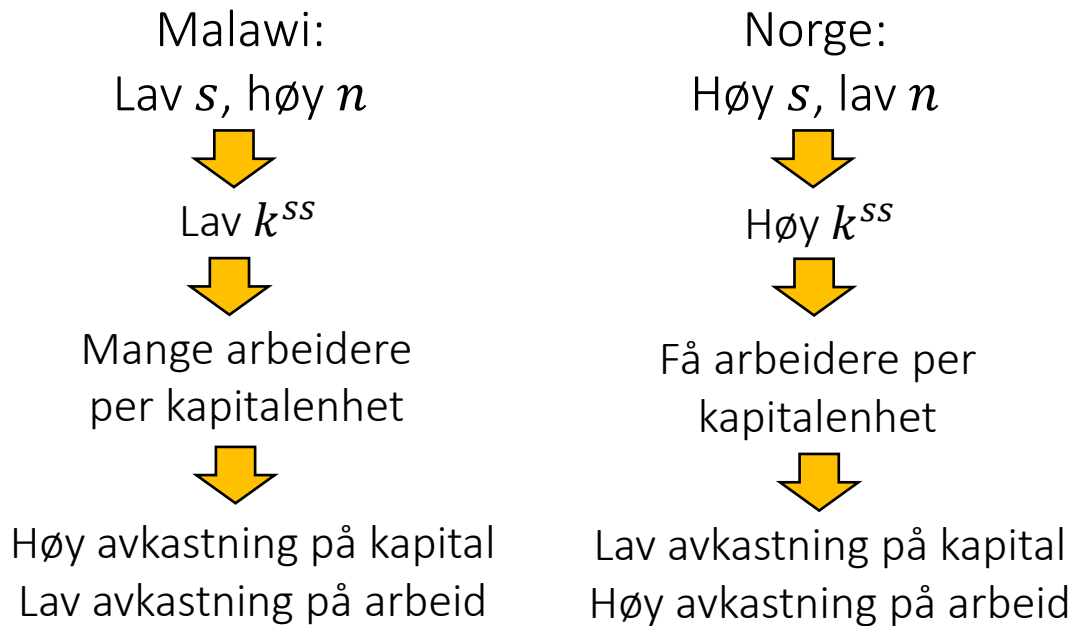 Malawi:
Lav s, høy n
Lav k^ss
Mange arbeidere
per kapitalenhet
Høy avkastning på kapital
Lav avkastning på arbeid
Norge:
Høy s, lav n
Høy k^ss
Få arbeidere per
kapitalenhet
Lav avkastning på kapital
Høy avkastning på arbeid